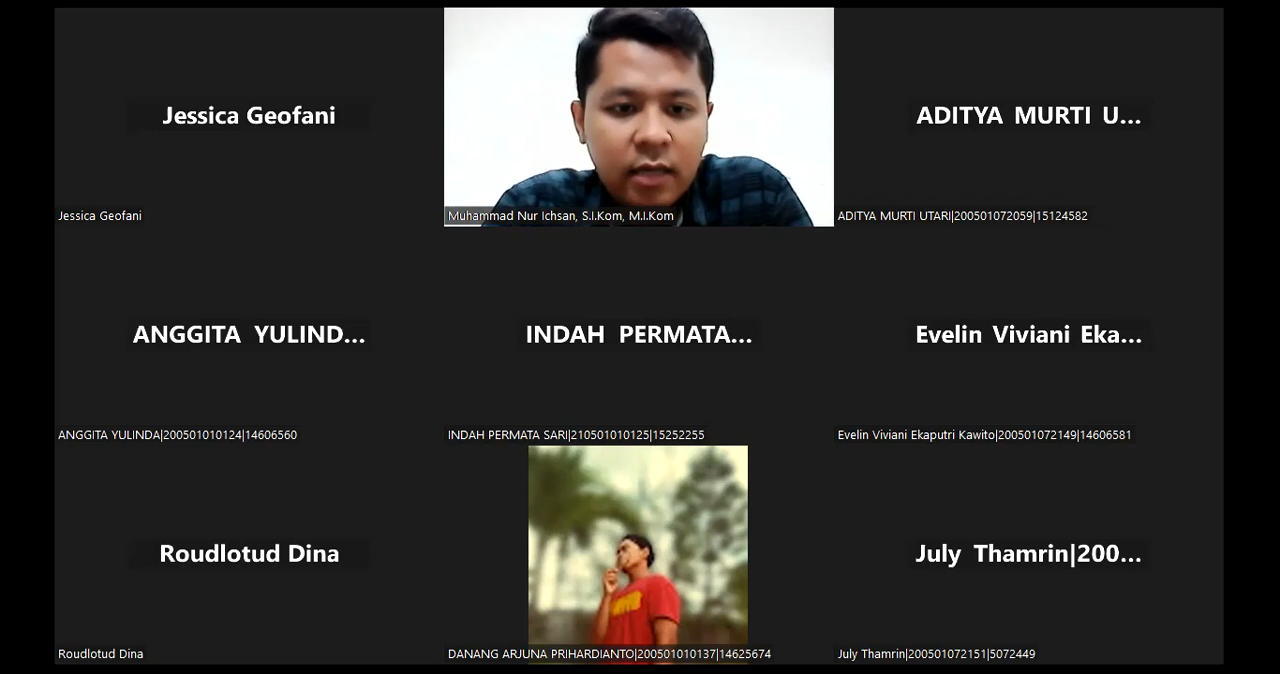 Jessica Geofani
ADITYA MURTI U...
Jessica Geofani
Muhammad Nur Ichsan, S.I.Kom, M.I.Kom
ADITYA MURTI UTARI|200501072059|15124582
ANGGITA YULIND...
INDAH PERMATA...
Evelin Viviani Eka...
ANGGITA YULINDA|200501010124|14606560
INDAH PERMATA SARI|210501010125|15252255
Evelin Viviani Ekaputri Kawito|200501072149|14606581
Roudlotud Dina
July Thamrin|200...
Roudlotud Dina
DANANG ARJUNA PRIHARDIANTO|200501010137|14625674
July Thamrin|200501072151|5072449